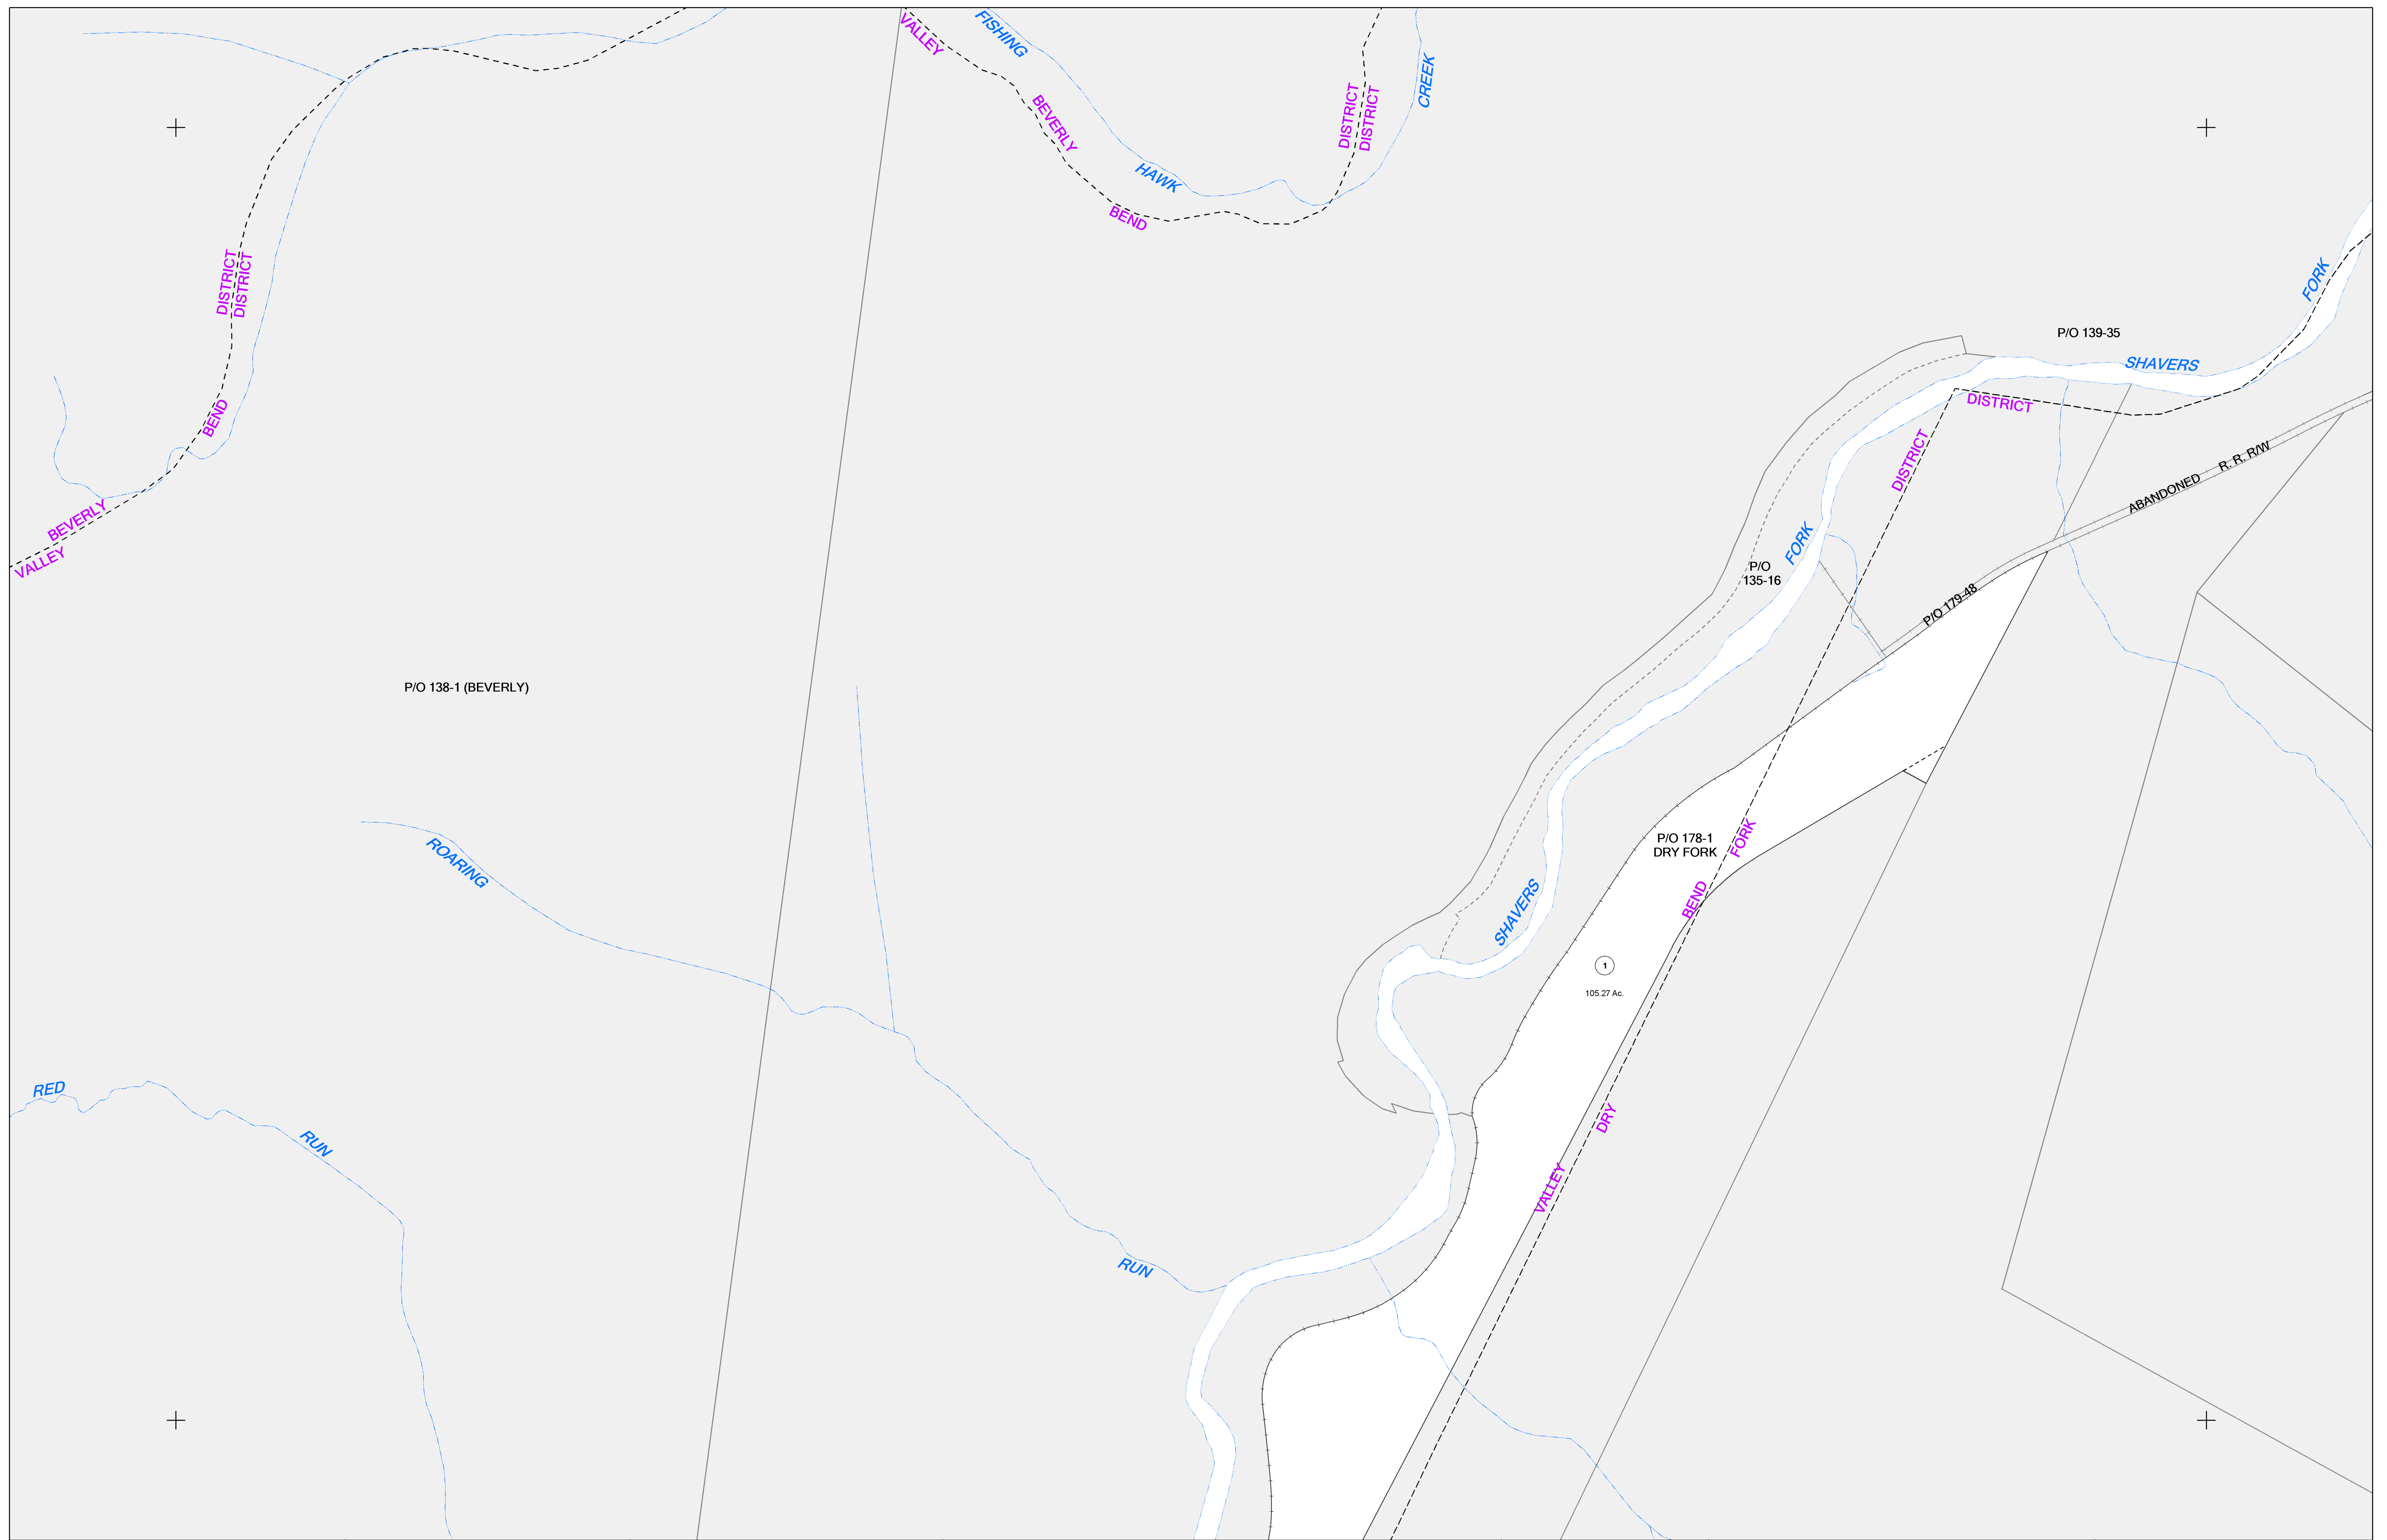 VALLEY
FISHING
HAWK
CREEK
BEVERLY
BEND
DISTRICT
DISTRICT
DISTRICT
DISTRICT
BEND
BEVERLY
VALLEY
FORK
P/O 139-35
SHAVERS
DISTRICT
DISTRICT
ABANDONED R. R. R/W
FORK
P/O
135-16
P/O 179-48
P/O 138-1 (BEVERLY)
ROARING
P/O 178-1
DRY FORK
FORK
BEND
SHAVERS
1
105.27 Ac.
RED
RUN
DRY
VALLEY
RUN